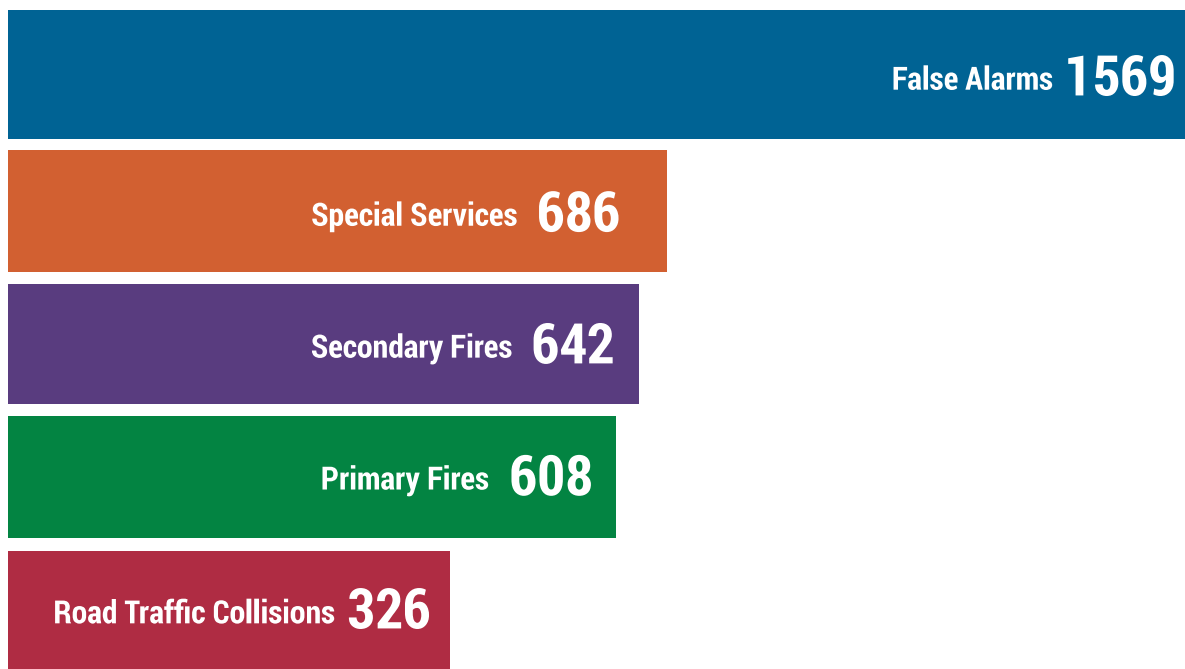 False Alarms 1569
Special Services 686
Secondary Fires 642
Primary Fires 608
Road Traffic Collisions 326